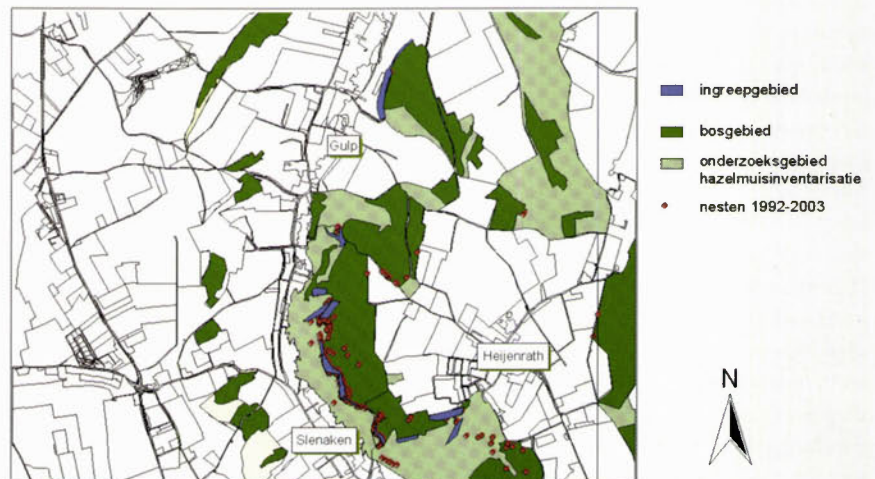 Gulp
Heijenrath
Slenaken
ingreepgebied
bosgebied
onderzoeksgebied
hazelmuisinventarisatie
nesten 1992-2003
N